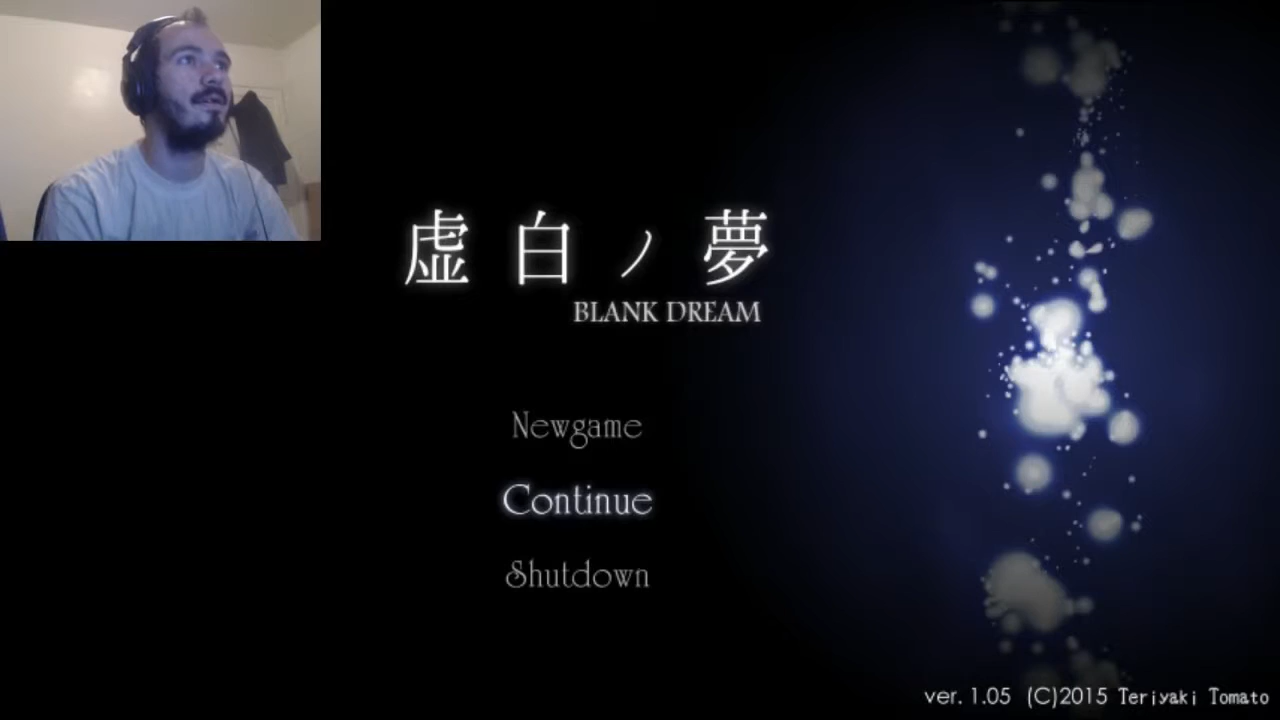 虚白ノ夢
BLANK DREAM
Newgame
Continue
Shutdown
ver. 1.05 (C)2015 Teriyaki Tomato